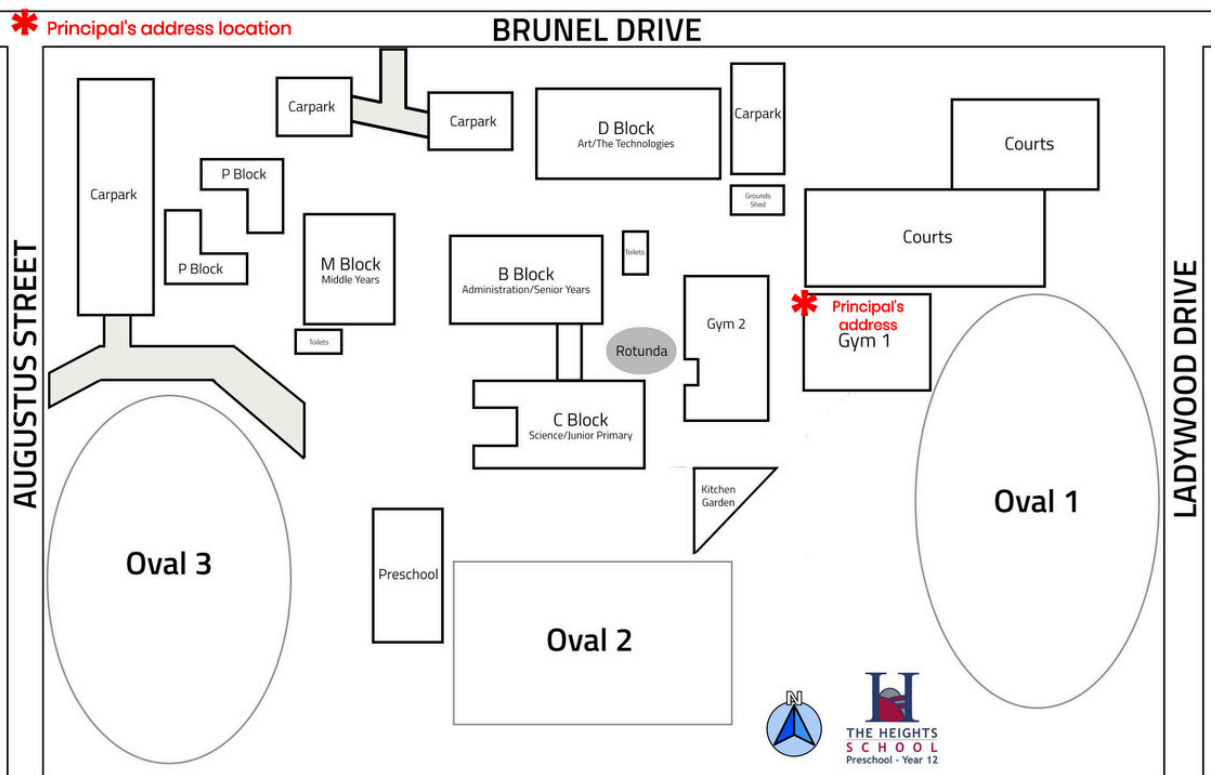 * Principal's address location
BRUNEL DRIVE
Carpark
Carpark
Carpark
D Block
Art/The Technologies
Carpark
Courts
P Block
Carpark
Grounds
Shed
Courts
P Block
M Block
Middle Years
Toilets
B Block
Administration/Senior Years
Toilets
Gym 2
* Principal's
address
Gym 1
Rotunda
AUGUSTUS STREET
LADYWOOD DRIVE
C Block
Science/Junior Primary
Kitchen
Garden
Oval 1
Oval 3
Preschool
Oval 2
N
H
THE HEIGHTS
SCHOOL
Preschool - Year 12